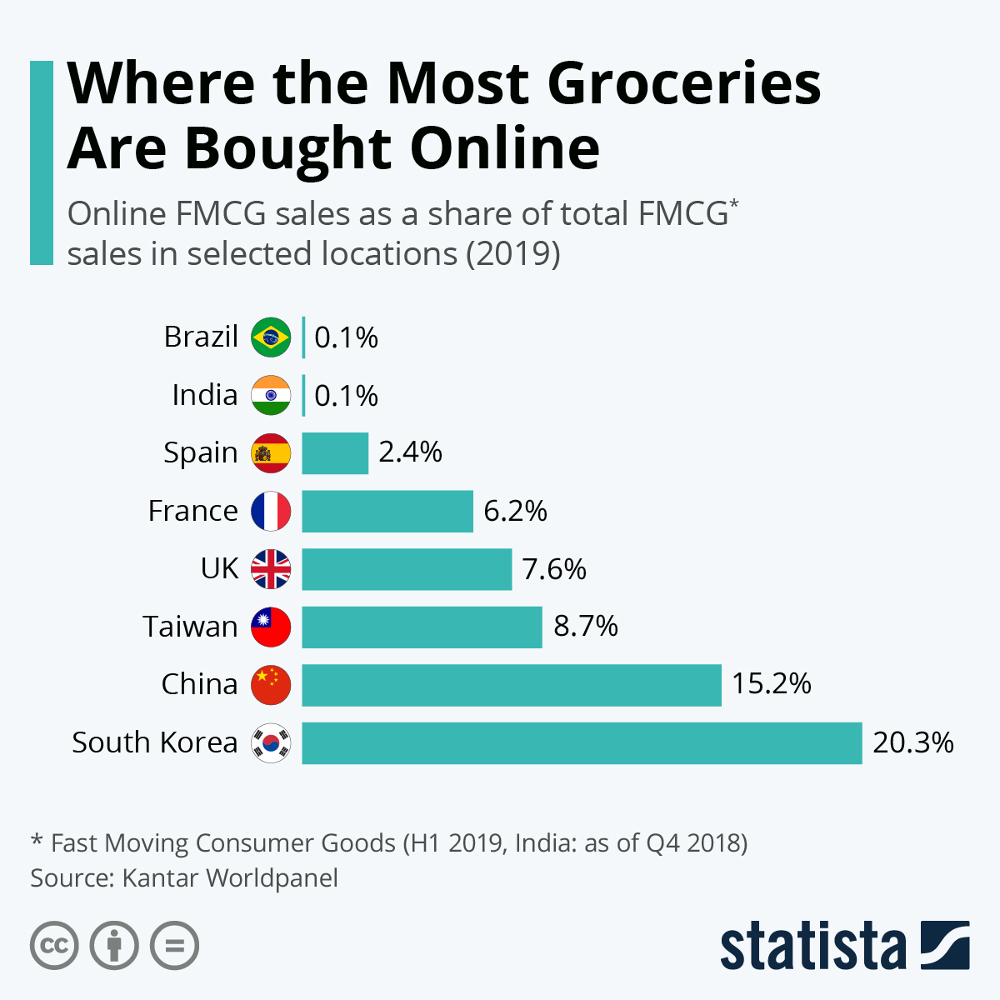 Where the Most Groceries
Are Bought Online
Online FMCG sales as a share of total FMCG*
sales in selected locations (2019)
Brazil 0.1%
India 0.1%
Spain 2.4%
France 6.2%
UK 7.6%
Taiwan 8.7%
China 15.2%
South Korea 20.3%
* Fast Moving Consumer Goods (H1 2019, India: as of Q4 2018)
Source: Kantar Worldpanel
cc =
statista